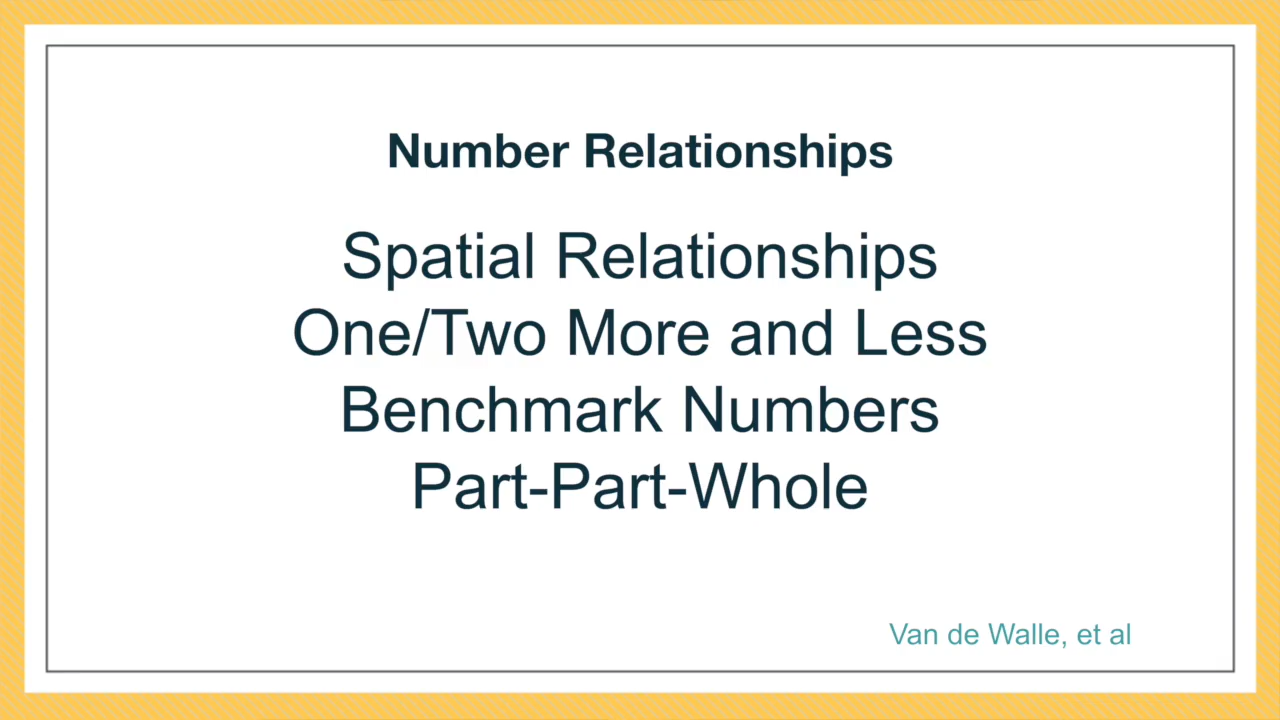 Number Relationships
Spatial Relationships
One/Two More and Less
Benchmark Numbers
Part-Part-Whole
Van de Walle, et al